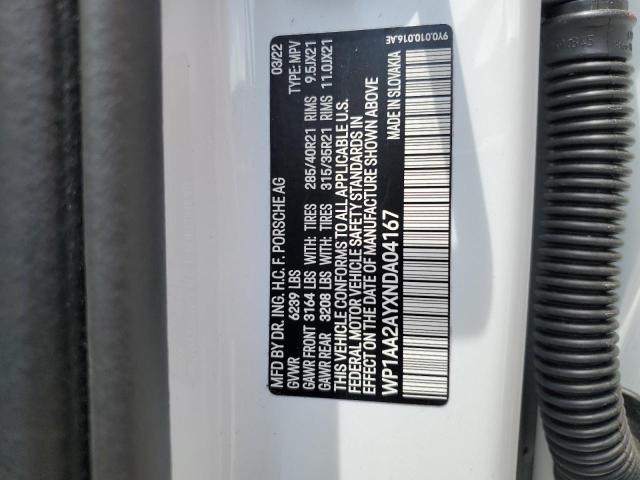 MFD BY DR. ING. H.C. F. PORSCHE AG 03/22
GVWR 6239 LBS TYPE: MPV
GAWR FRONT 3164 LBS WITH: TIRES 285/40R21 RIMS 9.5JX21
GAWR REAR 3208 LBS WITH: TIRES 315/35R21 RIMS 11.0JX21
THIS VEHICLE CONFORMS TO ALL APPLICABLE U.S.
FEDERAL MOTOR VEHICLE SAFETY STANDARDS IN
EFFECT ON DATE OF MANUFACTURE SHOWN ABOVE
WP1AA2AYXNDA04167 MADE IN SLOVAKIA
9Y0.010.016.AE